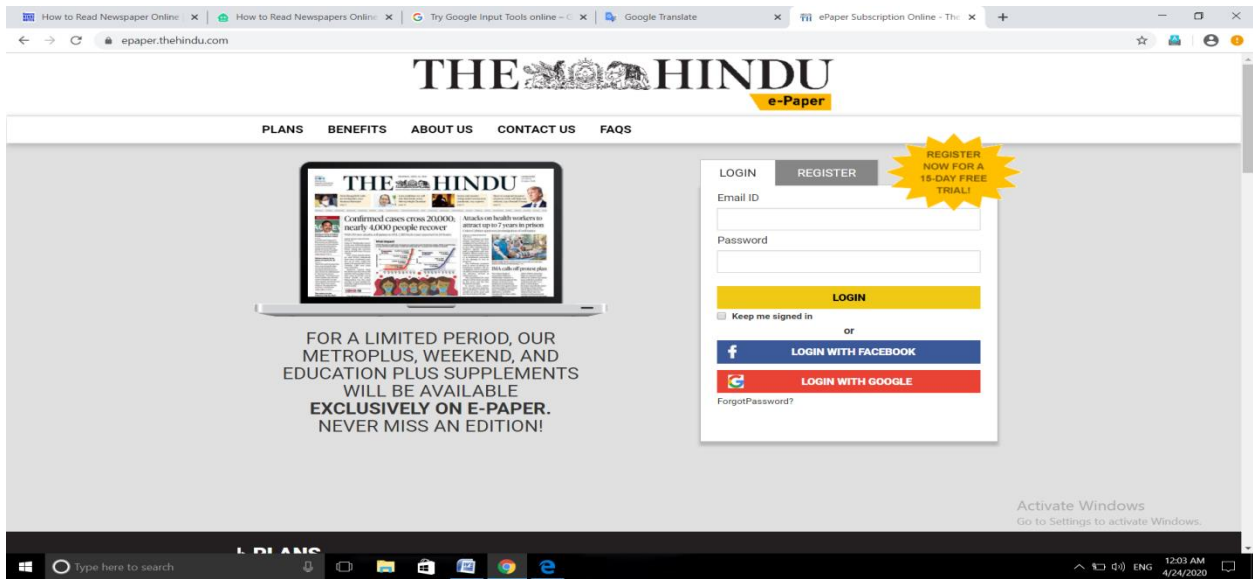 How to Read Newspaper Online
How to Read Newspapers Online
Try Google Input Tools online –
Google Translate
ePaper Subscription Online - The
epaper.thehindu.com
THE HINDU
e-Paper
PLANS BENEFITS ABOUT US CONTACT US FAQS
THE HINDU
Confirmed cases cross 20,000,
nearly 4,000 people recover
Attacks on health workers to
attract up to 7 years in prison
IMA calls off protest plan
FOR A LIMITED PERIOD, OUR
METROPLUS, WEEKEND, AND
EDUCATION PLUS SUPPLEMENTS
WILL BE AVAILABLE
EXCLUSIVELY ON E-PAPER.
NEVER MISS AN EDITION!
REGISTER
NOW FOR A
15-DAY FREE
TRIAL!
LOGIN REGISTER
Email ID
Password
LOGIN
Keep me signed in
or
LOGIN WITH FACEBOOK
LOGIN WITH GOOGLE
ForgotPassword?
Activate Windows
Go to Settings to activate Windows.
PLANS
Type here to search
ENG
12:03 AM
4/24/2020